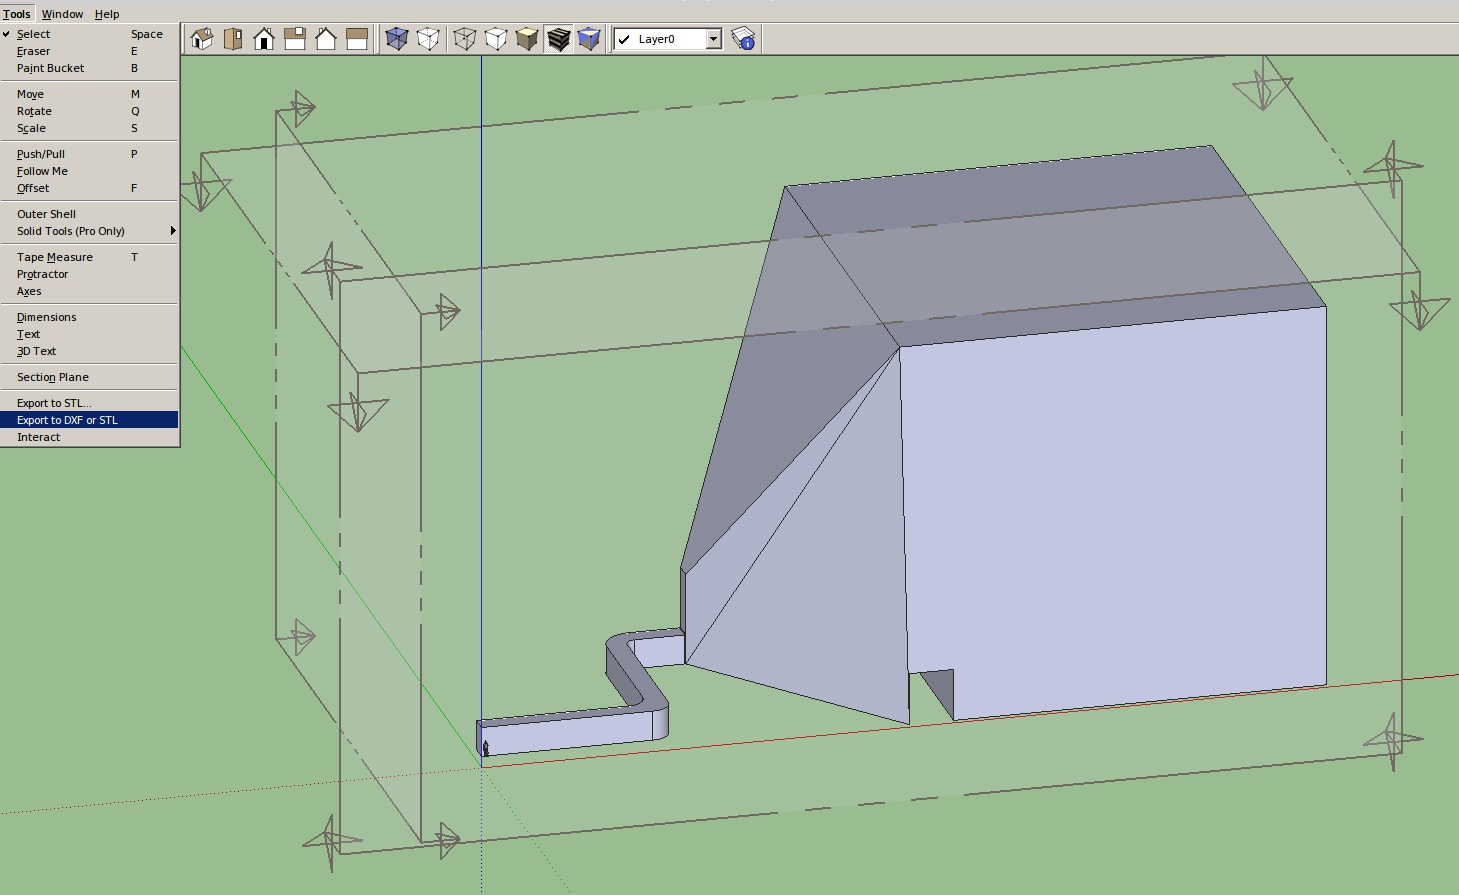 Tools Window Help
Select Space
Eraser E
Paint Bucket B
Move M
Rotate Q
Scale S
Push/Pull P
Follow Me
Offset F
Outer Shell
Solid Tools (Pro Only)
Tape Measure T
Protractor
Axes
Dimensions
Text
3D Text
Section Plane
Export to STL...
Export to DXF or STL
Interact
Layer0